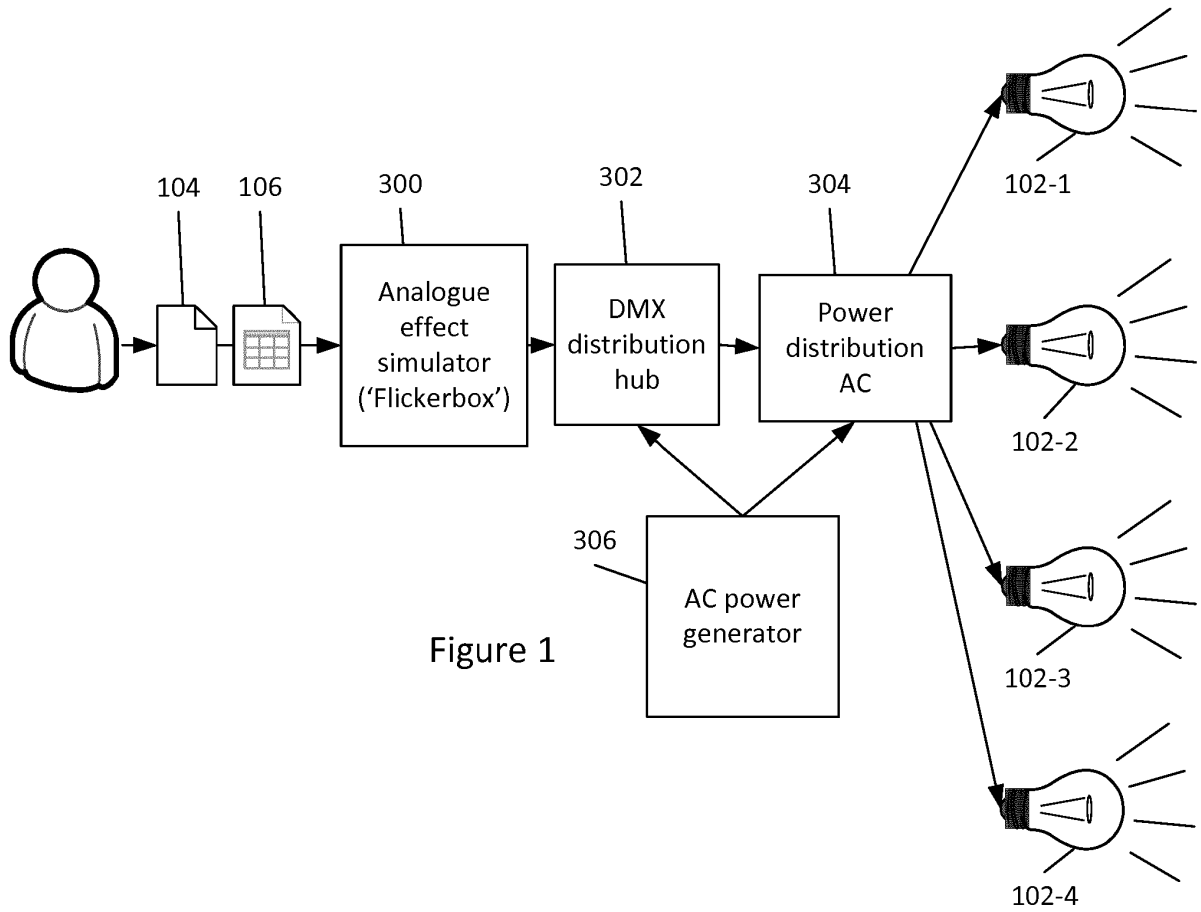 104
106
300
302
304
102-1
Analogue
effect
simulator
(‘Flickerbox’)
DMX
distribution
hub
Power
distribution
AC
102-2
306
AC power
generator
Figure 1
102-3
102-4